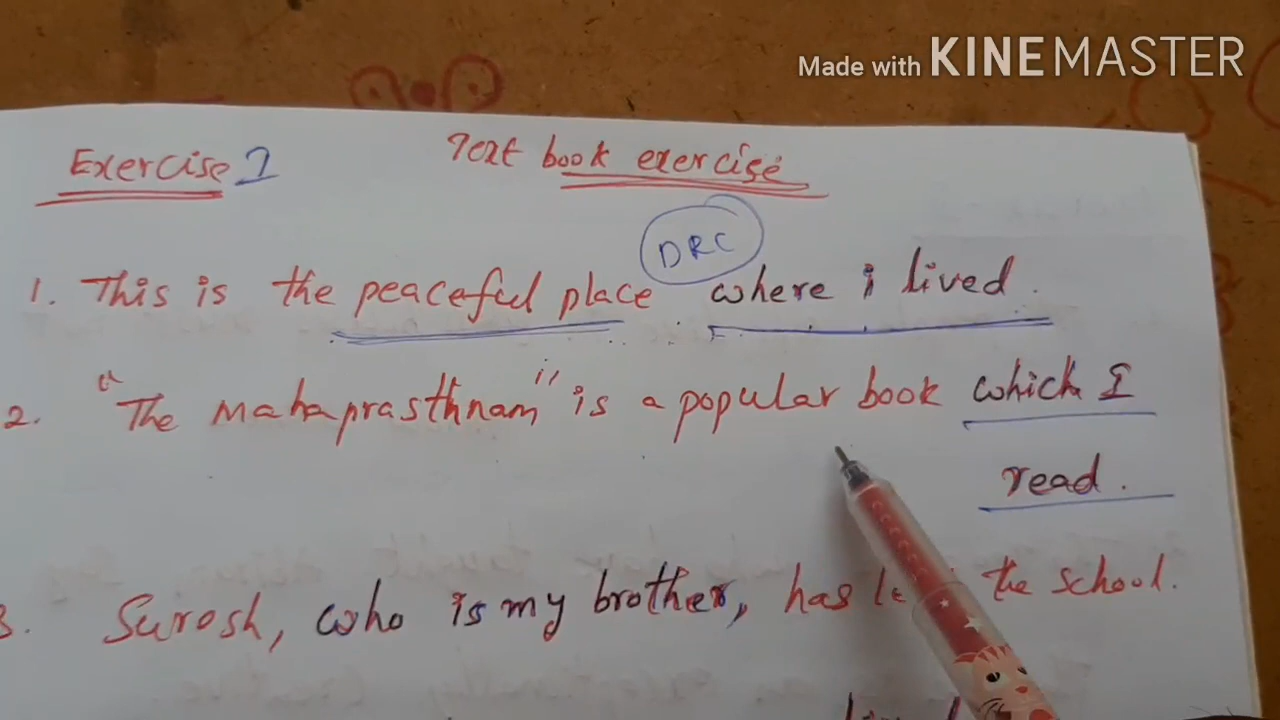 Made with KINEMASTER
Exercise I Text book exercise
DRC
1. This is the peaceful place where i lived.
2. "The mahaprasthnam" is a popular book which I
read.
3. Suresh, who is my brother, has the school.